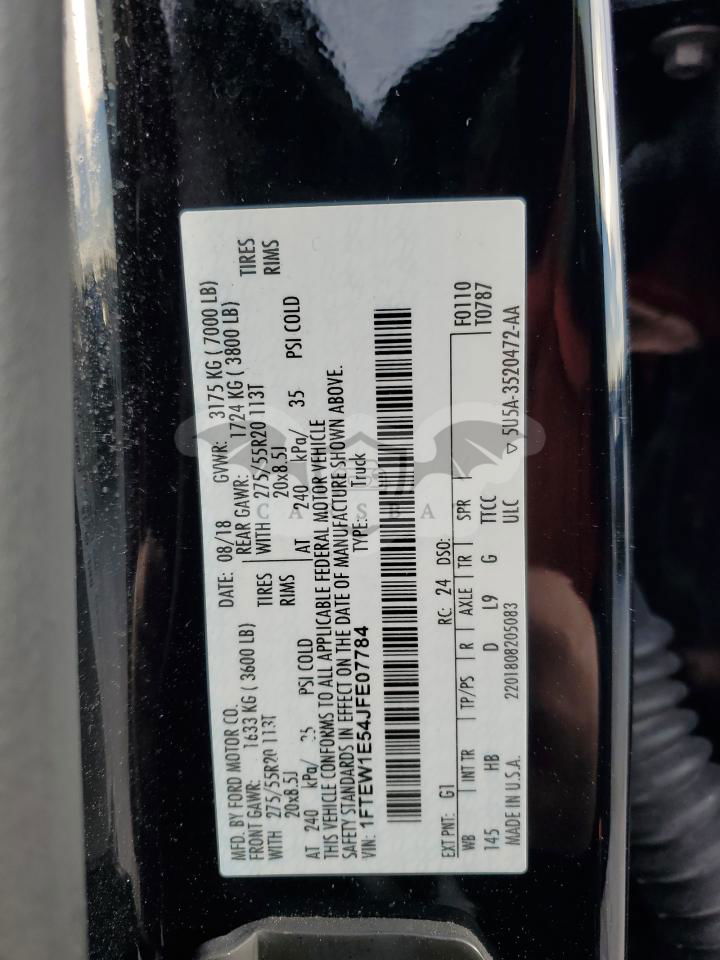 MFD. BY FORD MOTOR CO.
DATE: 08/18 GVWR: 3175 KG ( 7000 LB)
FRONT GAWR: 1633 KG ( 3600 LB)
REAR GAWR: 1724 KG ( 3800 LB)
WITH 275/55R20 113T TIRES
WITH 275/55R20 113T TIRES
20x8.5J RIMS
20x8.5J RIMS
AT 240 kPa/ 35 PSI COLD
AT 240 kPa/ 35 PSI COLD
THIS VEHICLE CONFORMS TO ALL APPLICABLE FEDERAL MOTOR VEHICLE
SAFETY STANDARDS IN EFFECT ON THE DATE OF MANUFACTURE SHOWN ABOVE.
VIN: 1FTEW1E54JFE07784 TYPE: Truck
EXT PNT: G1 RC: 24 DSO: F0110
WB INT TR TP/PS R AXLE TR SPR T0787
145 HB D L9 G TTCC
MADE IN U.S.A. 2201808205083 ULC ▽ 5U5A-3520472-AA
CASBA